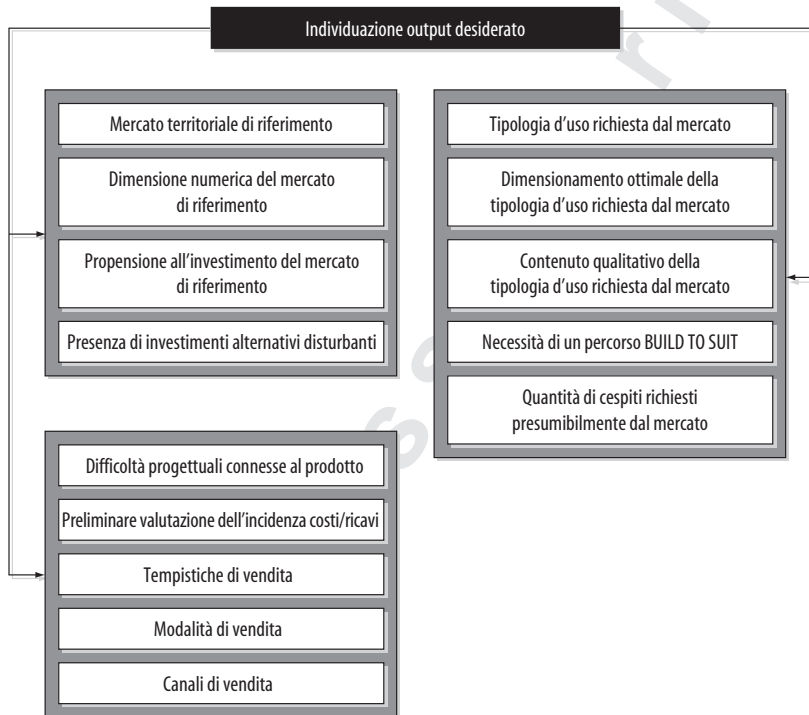 Individuazione output desiderato
Mercato territoriale di riferimento
Dimensione numerica del mercato
di riferimento
Propensione all'investimento del mercato
di riferimento
Presenza di investimenti alternativi disturbanti
Tipologia d'uso richiesta dal mercato
Dimensionamento ottimale della
tipologia d'uso richiesta dal mercato
Contenuto qualitativo della
tipologia d'uso richiesta dal mercato
Necessità di un percorso BUILD TO SUIT
Quantità di cespiti richiesti
presumibilmente dal mercato
Difficoltà progettuali connesse al prodotto
Preliminare valutazione dell'incidenza costi/ricavi
Tempistiche di vendita
Modalità di vendita
Canali di vendita